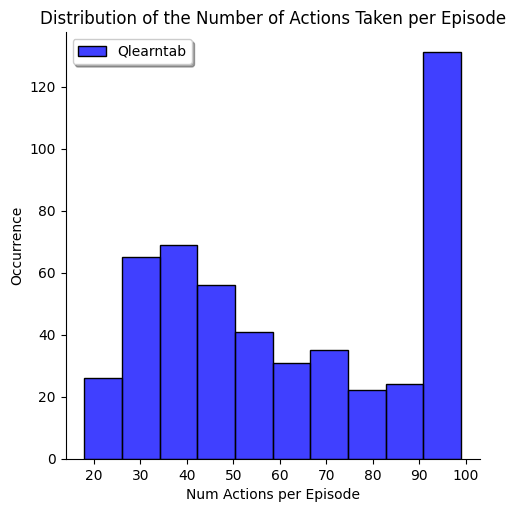 Distribution of the Number of Actions Taken per Episode
Qlearntab
Occurrence
120
100
80
60
40
20
0
20 30 40 50 60 70 80 90 100
Num Actions per Episode